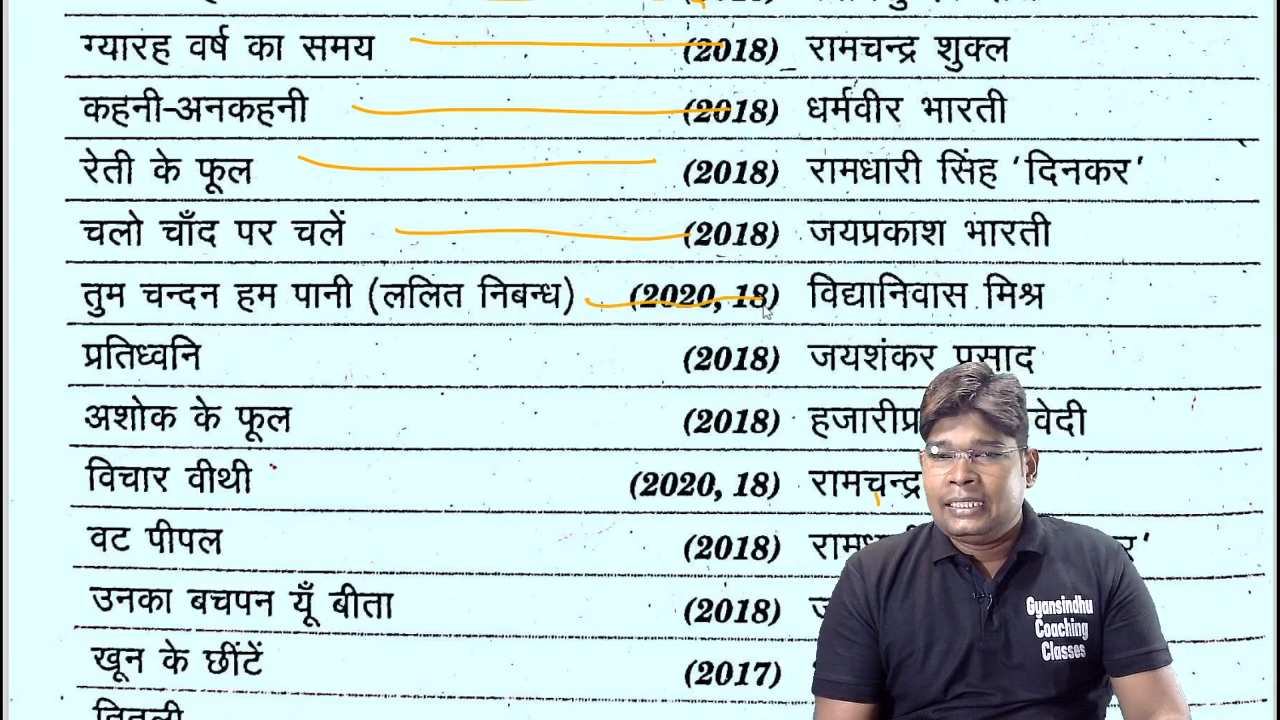 ग्यारह वर्ष का समय (2018) रामचन्द्र शुक्ल
कहनी-अनकहनी (2018) धर्मवीर भारती
रेती के फूल (2018) रामधारी सिंह 'दिनकर'
चलो चाँद पर चलें (2018) जयप्रकाश भारती
तुम चन्दन हम पानी (ललित निबन्ध) (2020, 18) विद्यानिवास मिश्र
प्रतिध्वनि (2018) जयशंकर प्रसाद
अशोक के फूल (2018)
विचार वीथी (2020, 18) रामचन्द्र
वट पीपल (2018)
उनका बचपन यूँ बीता (2018)
खून के छींटें (2017)
Gyansindhu
Coaching
Classes